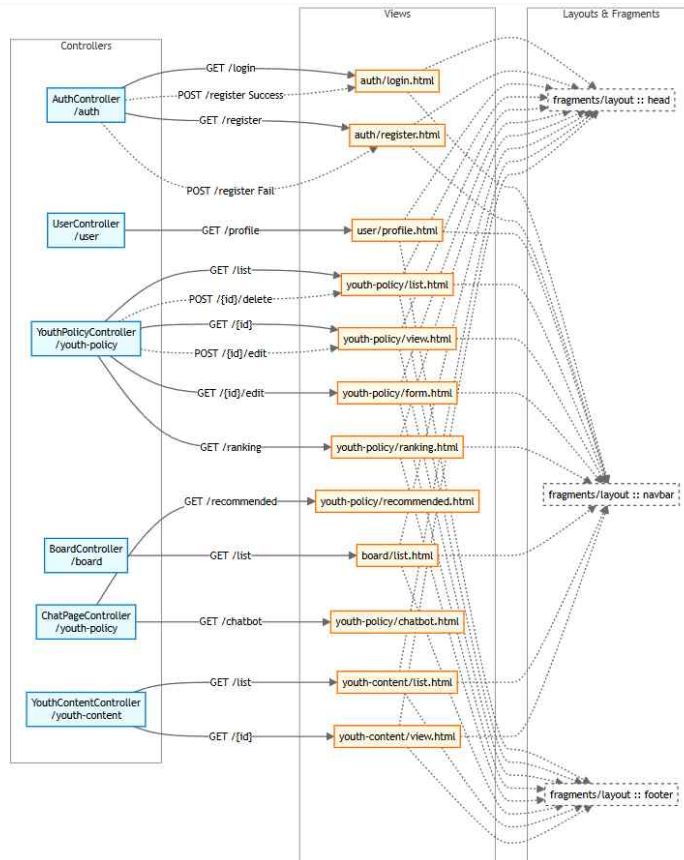 Controllers
Views
Layouts & Fragments
AuthController
/auth
GET /login
POST /register Success
GET /register
POST /register Fail
auth/login.html
auth/register.html
fragments/layout :: head
UserController
/user
GET /profile
user/profile.html
YouthPolicyController
/youth-policy
GET /list
POST /{id}/delete
GET /[id]
POST /{id}/edit
GET /{id}/edit
GET /ranking
youth-policy/list.html
youth-policy/view.html
youth-policy/form.html
youth-policy/ranking.html
GET /recommended
youth-policy/recommended.html
fragments/layout :: navbar
BoardController
/board
GET /list
board/list.html
ChatPageController
/youth-policy
GET /chatbot
youth-policy/chatbot.html
YouthContentController
/youth-content
GET /list
GET /[id]
youth-content/list.html
youth-content/view.html
fragments/layout :: footer